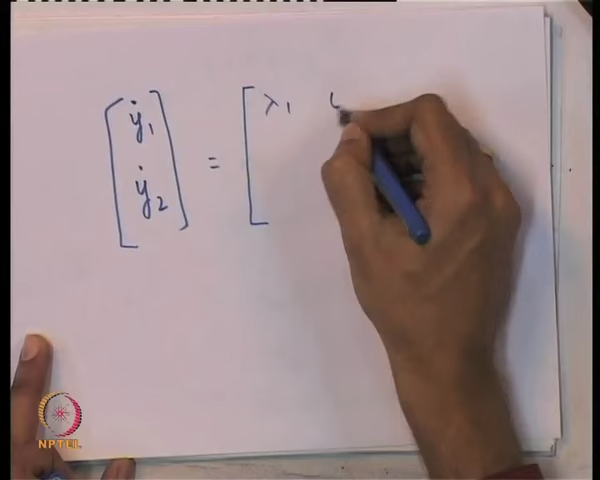 [ẏ₁ = [λ₁
ẏ₂]
NPTEL